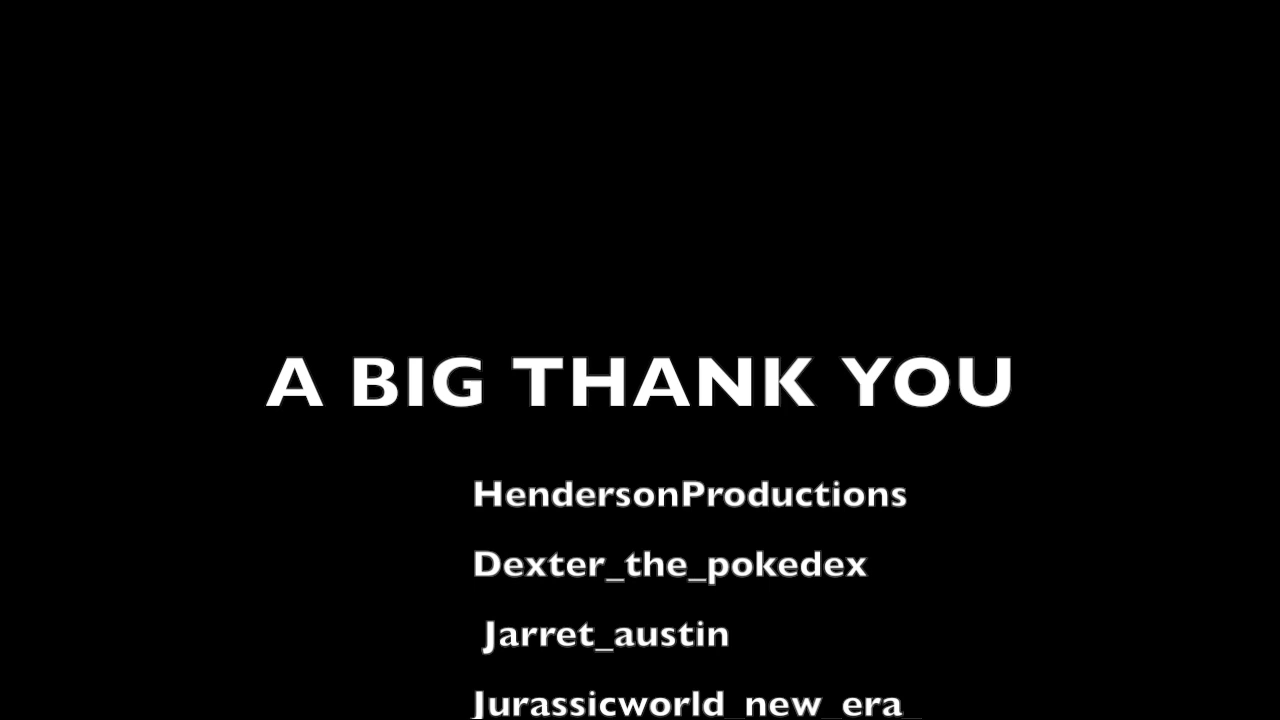 A BIG THANK YOU
HendersonProductions
Dexter_the_pokedex
Jarret_austin
Jurassicworld_new_era_